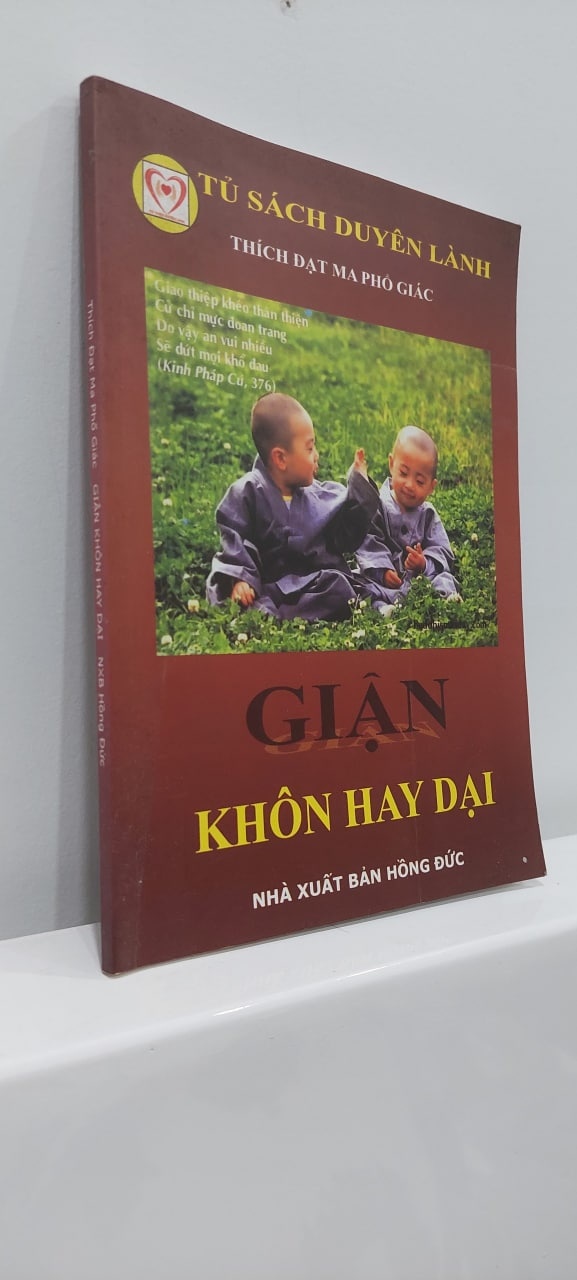 TỦ SÁCH DUYÊN LÀNH
THÍCH ĐẠT MA PHỔ GIÁC
Giao thiệp khéo thân thiện
Cử chỉ mực đoan trang
Do vậy an vui nhiều
Sẽ dứt mọi khổ đau
(Kinh Pháp Cú, 376)
GIẬN
KHÔN HAY DẠI
NHÀ XUẤT BẢN HỒNG ĐỨC
Thích Đạt Ma Phổ Giác GIẬN KHÔN HAY DẠI NXB Hồng Đức